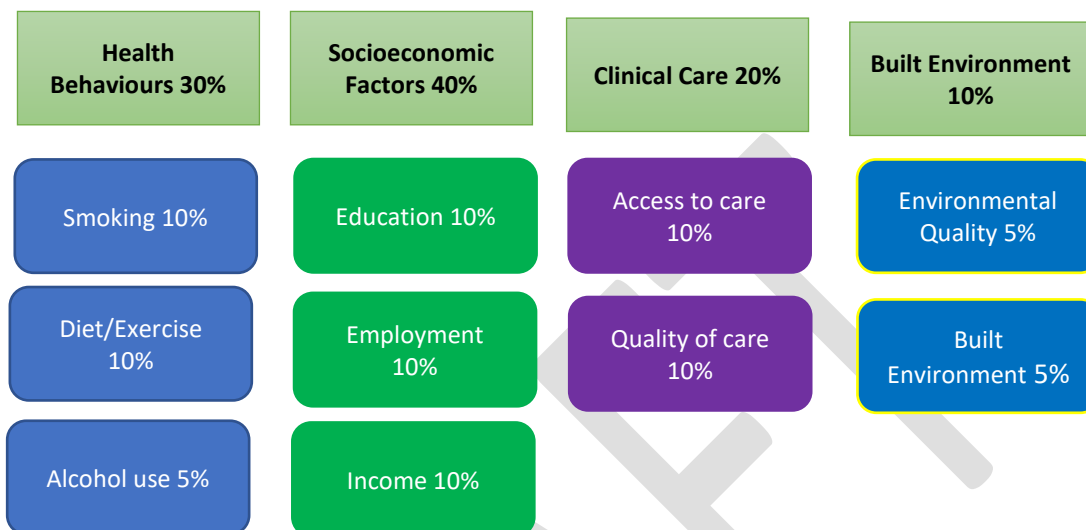 Health
Behaviours 30%
Socioeconomic
Factors 40%
Clinical Care 20%
Built Environment
10%
Smoking 10%
Education 10%
Access to care
10%
Environmental
Quality 5%
Diet/Exercise
10%
Employment
10%
Quality of care
10%
Built
Environment 5%
Alcohol use 5%
Income 10%